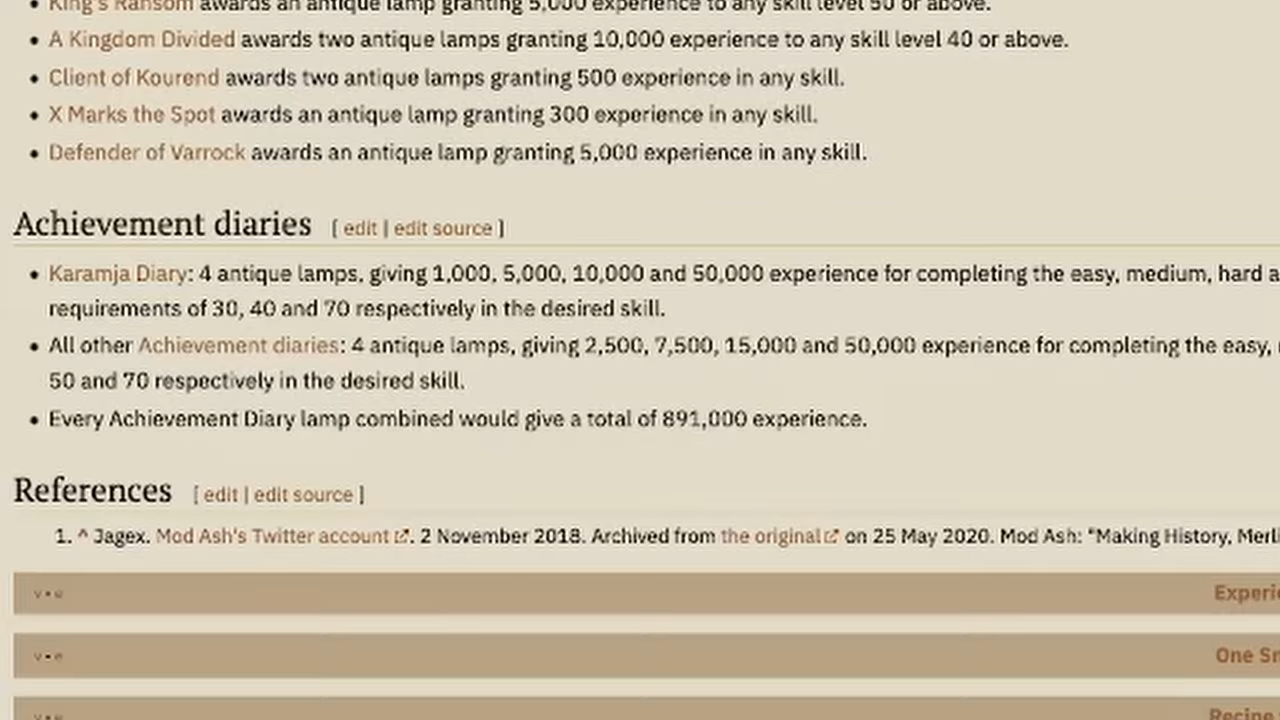 King's Ransom awards an antique lamp granting 5,000 experience to any skill level 50 or above.
• A Kingdom Divided awards two antique lamps granting 10,000 experience to any skill level 40 or above.
• Client of Kourend awards two antique lamps granting 500 experience in any skill.
• X Marks the Spot awards an antique lamp granting 300 experience in any skill.
• Defender of Varrock awards an antique lamp granting 5,000 experience in any skill.
Achievement diaries [ edit | edit source ]
• Karamja Diary: 4 antique lamps, giving 1,000, 5,000, 10,000 and 50,000 experience for completing the easy, medium, hard a
requirements of 30, 40 and 70 respectively in the desired skill.
• All other Achievement diaries: 4 antique lamps, giving 2,500, 7,500, 15,000 and 50,000 experience for completing the easy,
50 and 70 respectively in the desired skill.
• Every Achievement Diary lamp combined would give a total of 891,000 experience.
References [ edit | edit source ]
1. ^ Jagex. Mod Ash's Twitter account. 2 November 2018. Archived from the original on 25 May 2020. Mod Ash: "Making History, Merli
v • e Experie
v • e One Sm
v • e Recipe